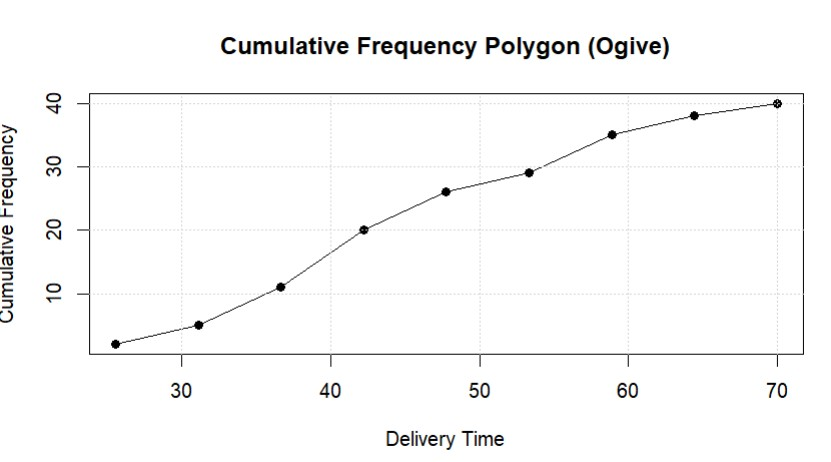 Cumulative Frequency Polygon (Ogive)
Cumulative Frequency
40
30
20
10
30 40 50 60 70
Delivery Time